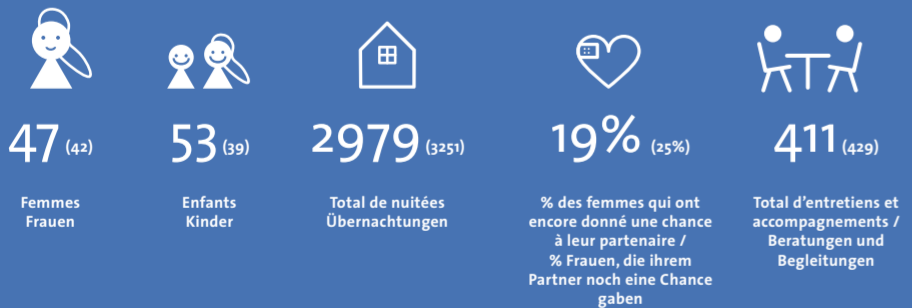 47 (42)
Femmes
Frauen
53 (39)
Enfants
Kinder
2979 (3251)
Total de nuitées
Übernachtungen
19% (25%)
% des femmes qui ont
encore donné une chance
à leur partenaire /
% Frauen, die ihrem
Partner noch eine Chance
gaben
411 (429)
Total d’entretiens et
accompagnements /
Beratungen und
Begleitungen